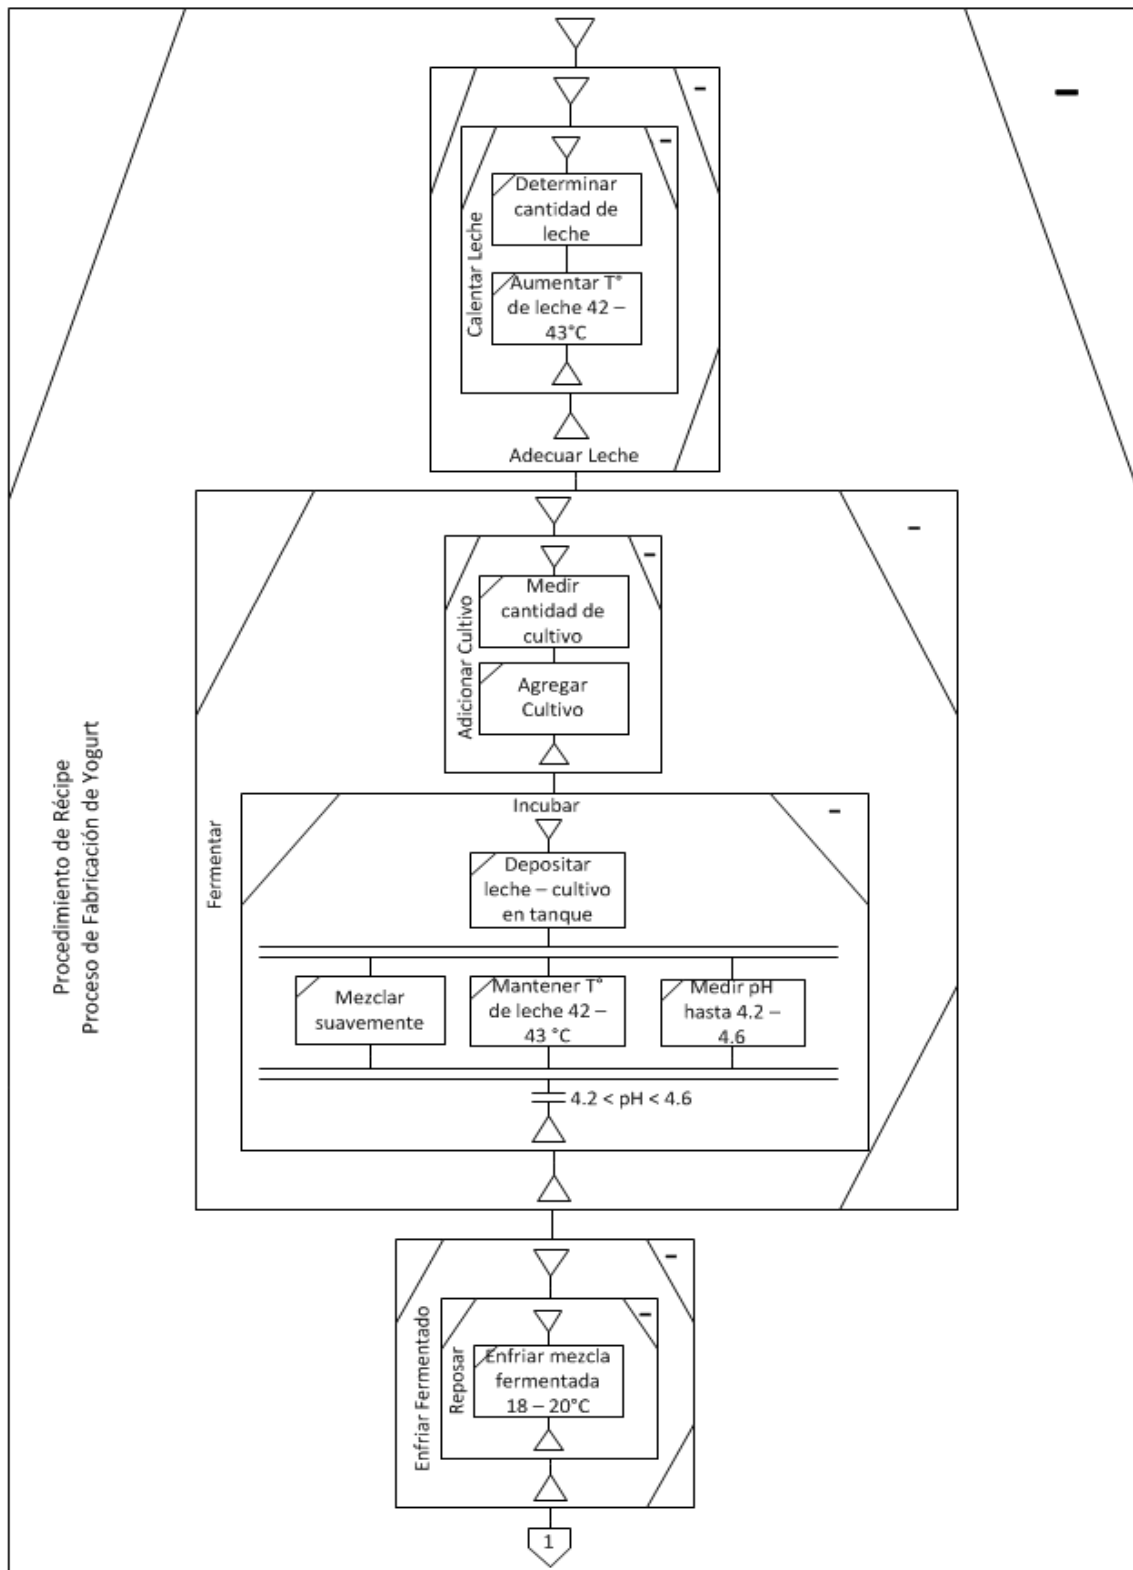 Procedimiento de Récipe
Proceso de Fabricación de Yogurt
Calentar Leche
Determinar
cantidad de
leche
Aumentar T°
de leche 42 –
43°C
Adecuar Leche
Fermentar
Adicionar Cultivo
Medir
cantidad de
cultivo
Agregar
Cultivo
Incubar
Depositar
leche – cultivo
en tanque
Mezclar
suavemente
Mantener T°
de leche 42 –
43 °C
Medir pH
hasta 4.2 –
4.6
4.2 < pH < 4.6
Enfriar Fermentado
Reposar
Enfriar mezcla
fermentada
18 – 20°C
1